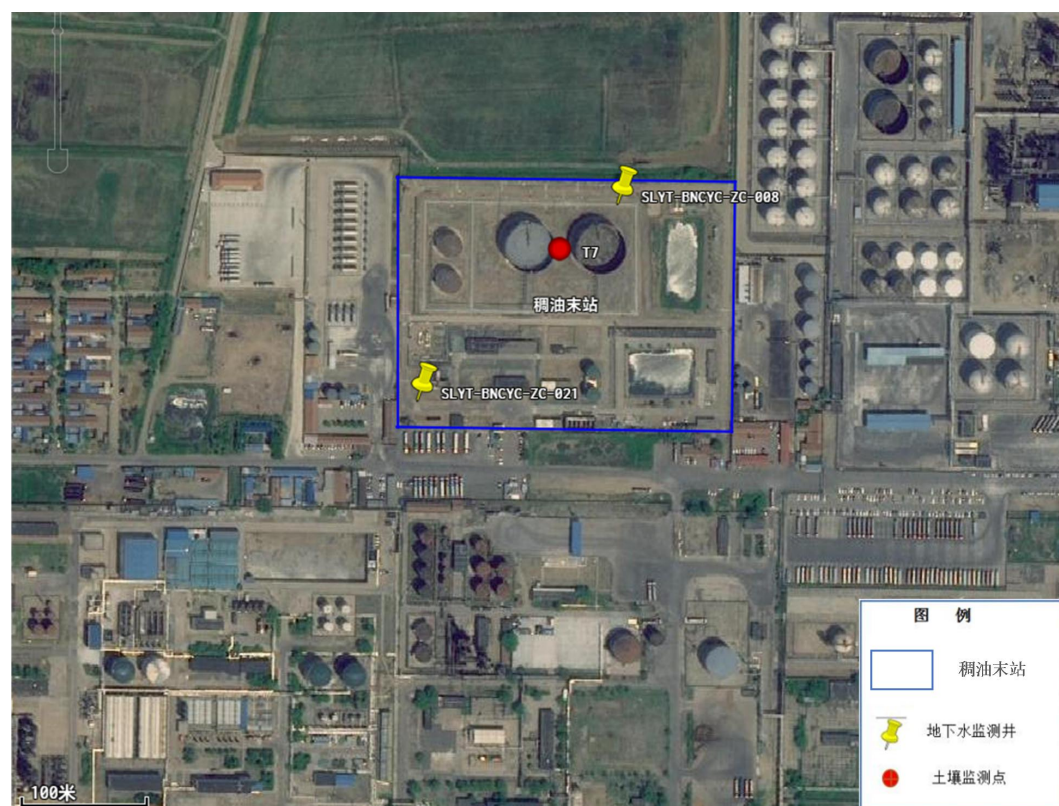 SLYT-BNCYC-ZC-008
T7
稠油末站
SLYT-BNCYC-ZC-021
图 例
稠油末站
地下水监测井
土壤监测点
100米